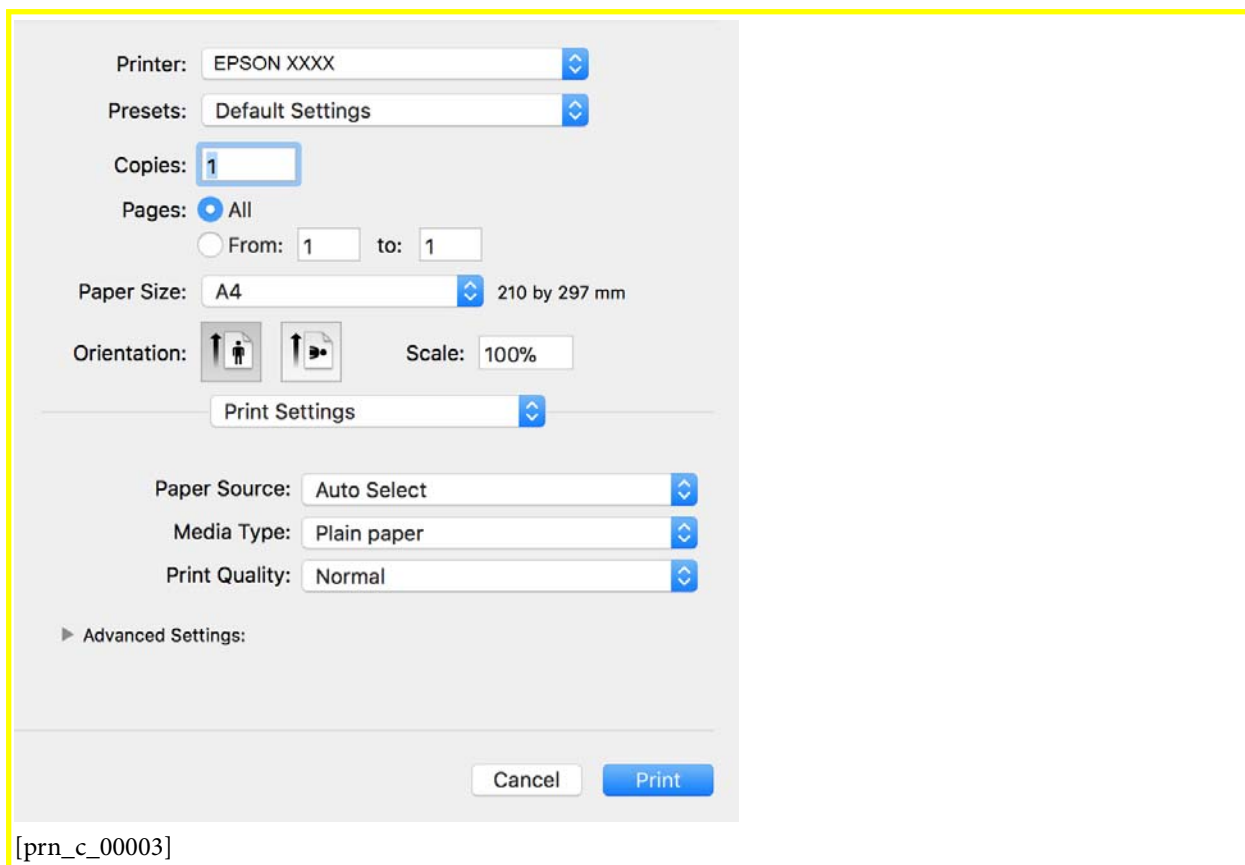 Printer: EPSON XXXX
Presets: Default Settings
Copies: 1
Pages: All
From: 1 to: 1
Paper Size: A4 210 by 297 mm
Orientation: Scale: 100%
Print Settings
Paper Source: Auto Select
Media Type: Plain paper
Print Quality: Normal
Advanced Settings:
Cancel Print
[prn_c_00003]